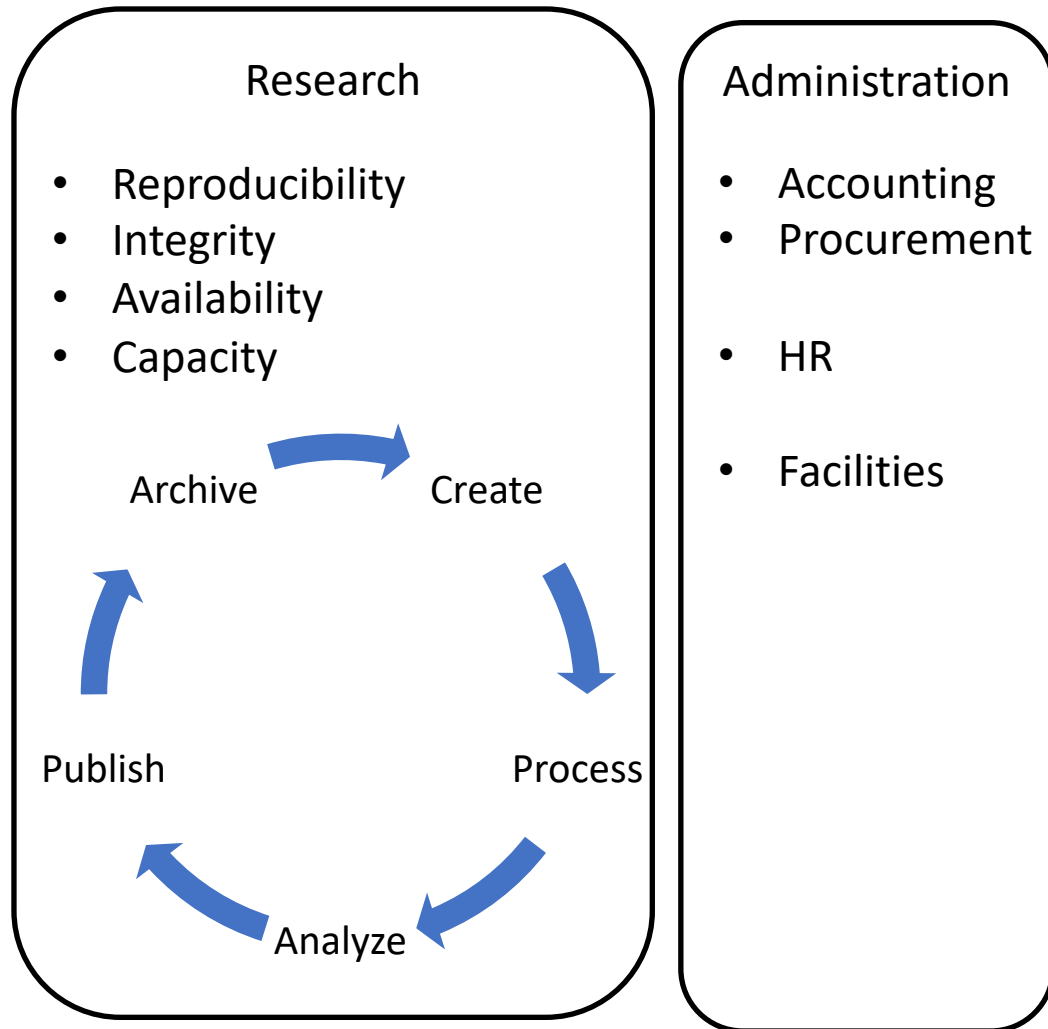 Research
• Reproducibility
• Integrity
• Availability
• Capacity
Archive
Create
Process
Analyze
Publish
Administration
• Accounting
• Procurement
• HR
• Facilities